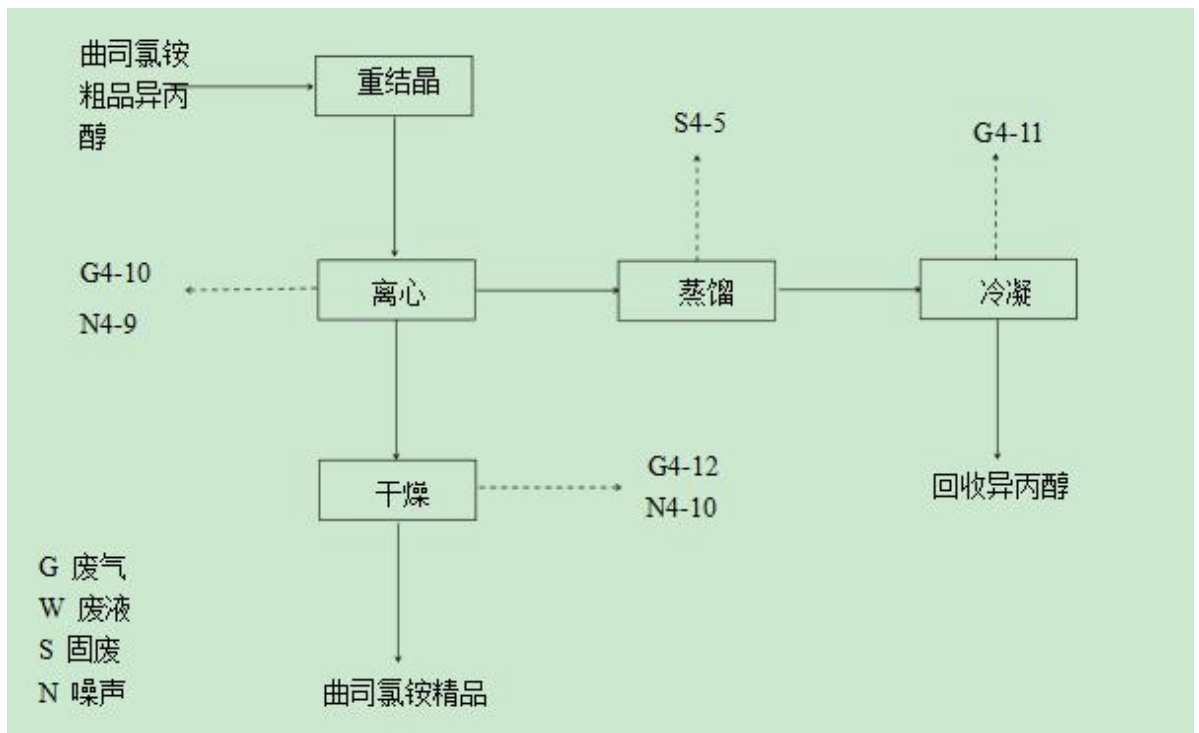 曲司氯铵
粗品异丙
醇
重结晶
S4-5
G4-11
G4-10
N4-9
离心
蒸馏
冷凝
干燥
G4-12
N4-10
回收异丙醇
G 废气
W 废液
S 固废
N 噪声
曲司氯铵精品